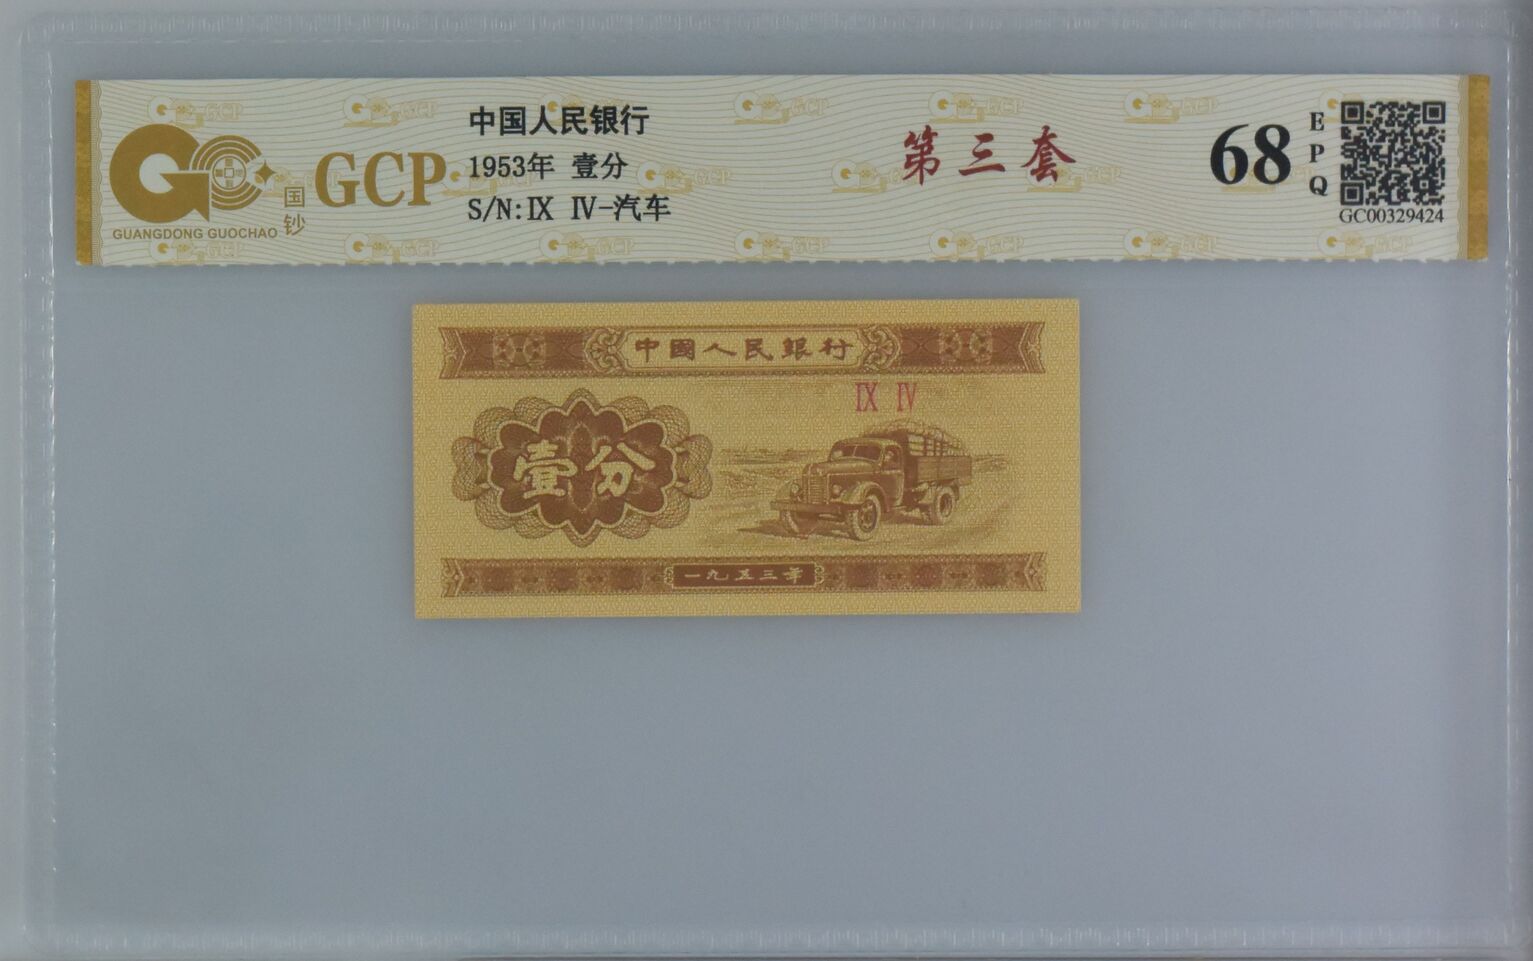 GUANGDONG GUOCHAO
国钞
GCP
中国人民银行
1953年 壹分
S/N:Ⅸ Ⅳ-汽车
第三套
68
EPQ
GC00329424
中國人民銀行
Ⅸ Ⅳ
壹分
一九五三年